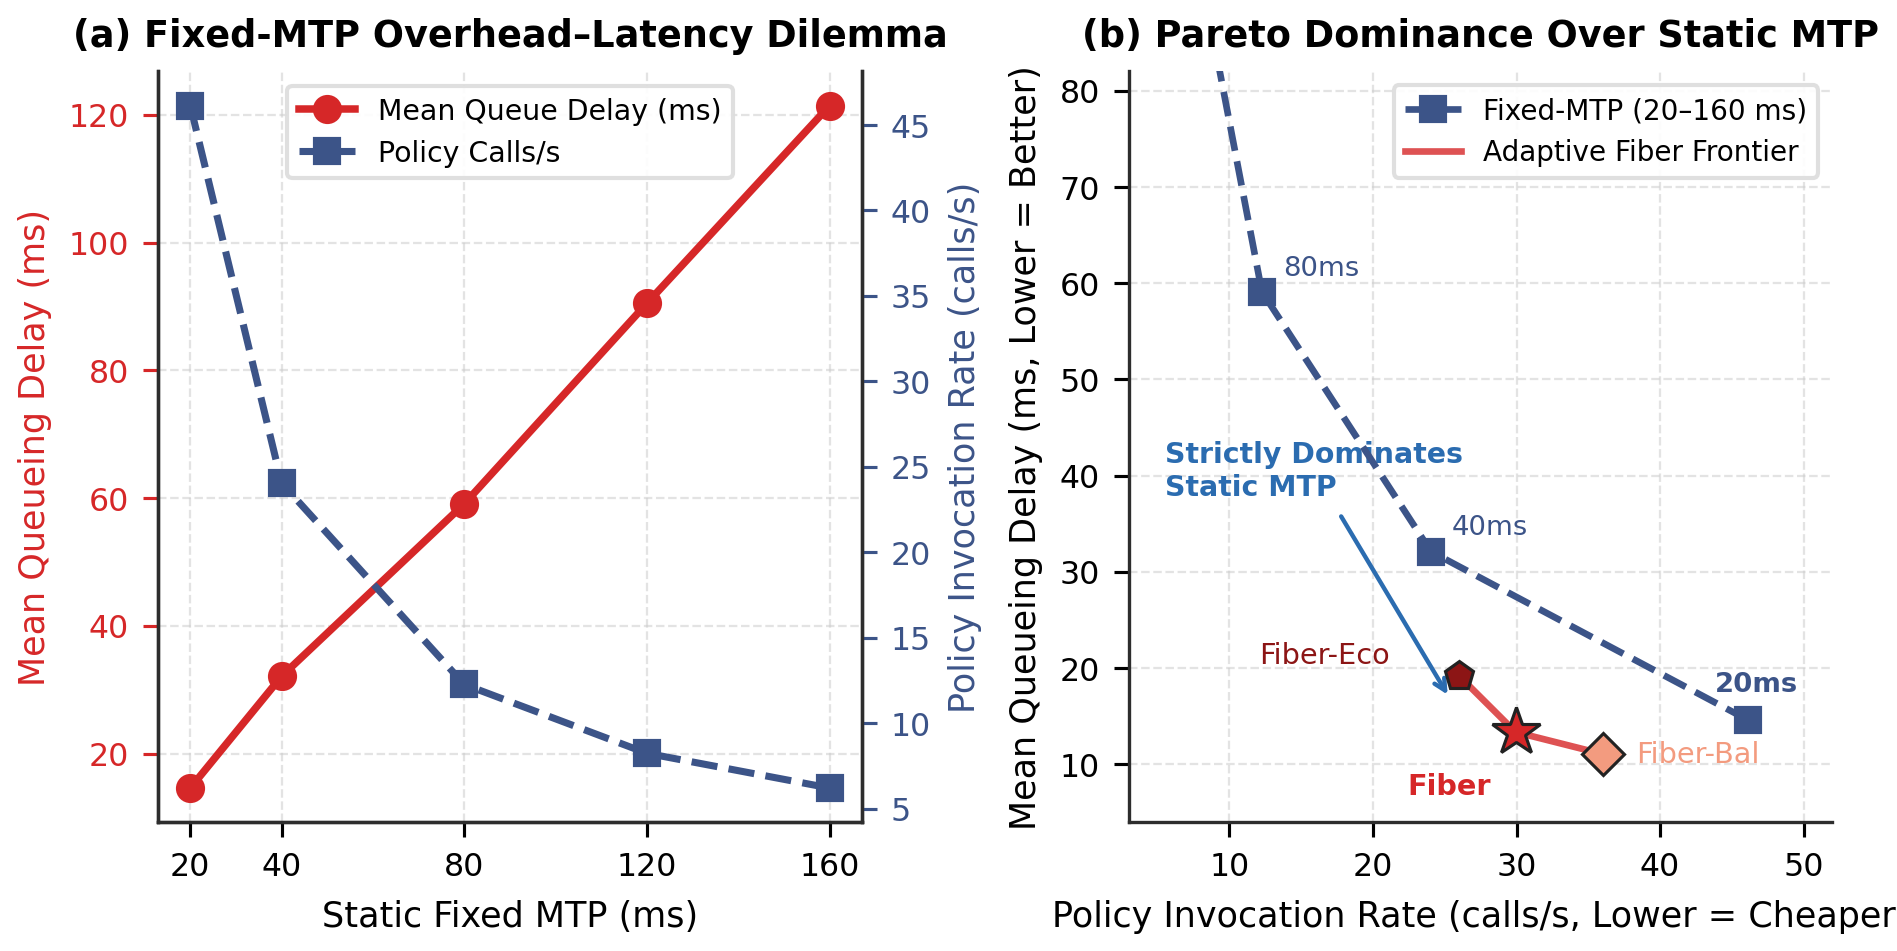 (a) Fixed-MTP Overhead–Latency Dilemma
Mean Queue Delay (ms)
Policy Calls/s
Mean Queueing Delay (ms)
120
100
80
60
40
20
45
40
35
30
25
20
15
10
5
Policy Invocation Rate (calls/s)
20
40
80
120
160
Static Fixed MTP (ms)
(b) Pareto Dominance Over Static MTP
Fixed-MTP (20–160 ms)
Adaptive Fiber Frontier
Mean Queueing Delay (ms, Lower = Better)
80
70
60
50
40
30
20
10
80ms
Strictly Dominates
Static MTP
40ms
Fiber-Eco
20ms
Fiber-Bal
Fiber
10
20
30
40
50
Policy Invocation Rate (calls/s, Lower = Cheaper